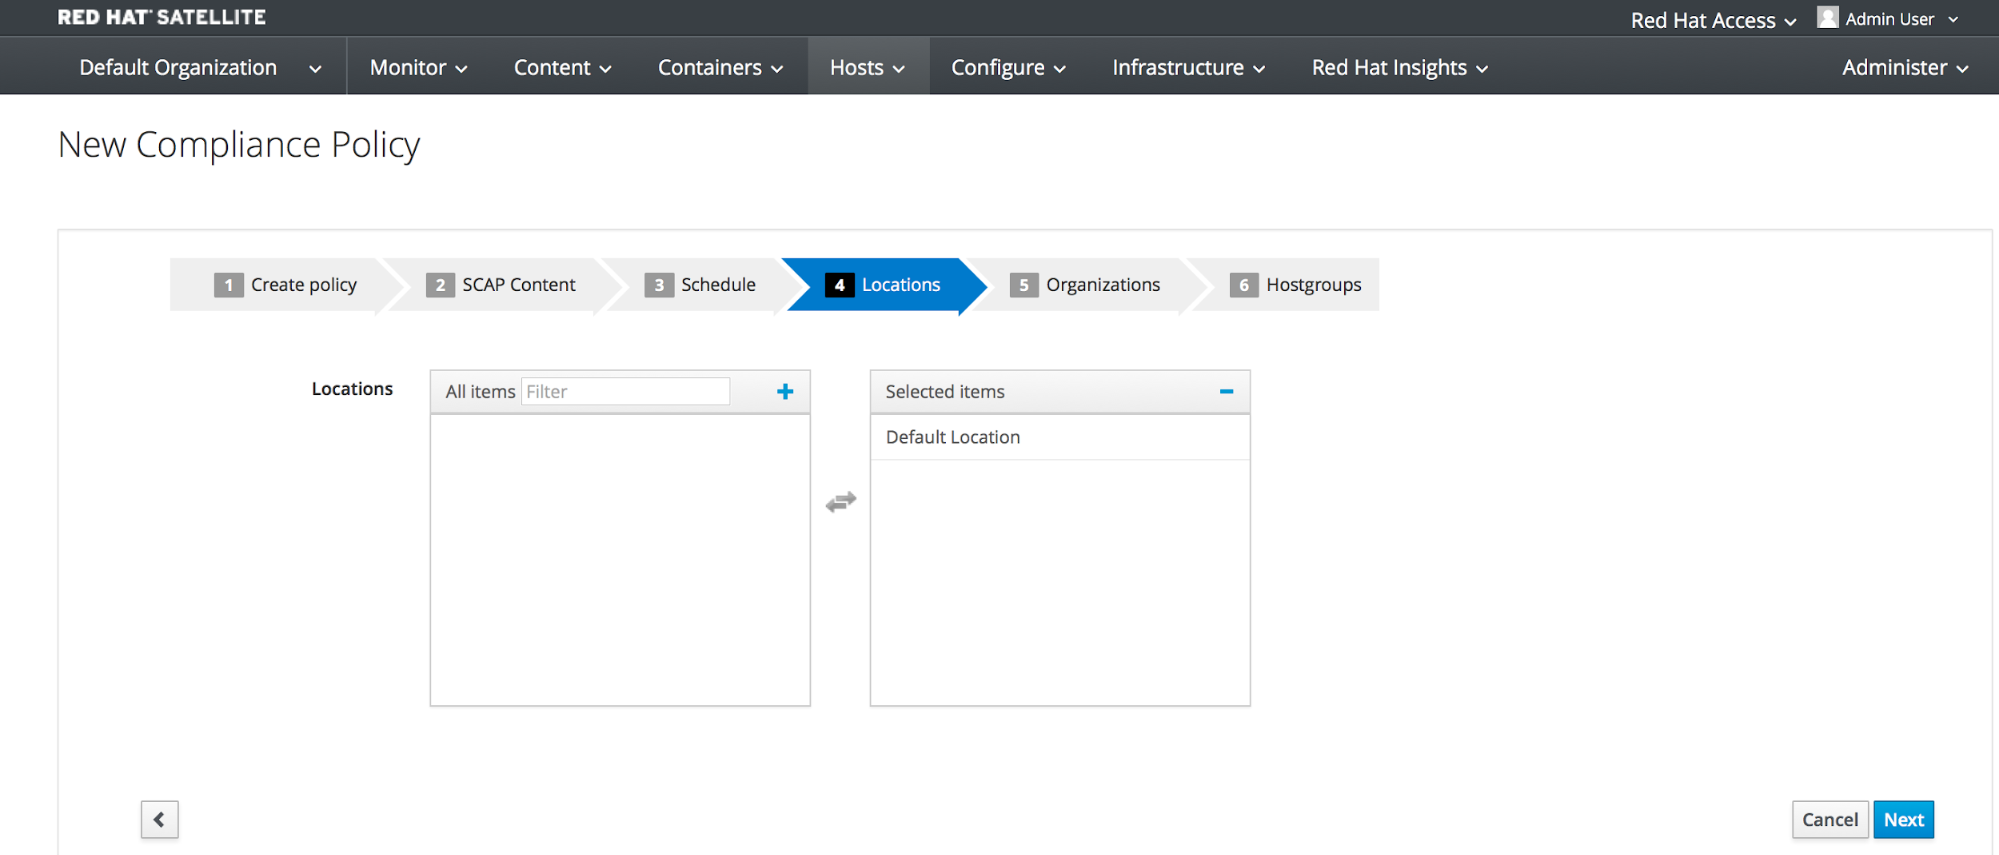 RED HAT SATELLITE
Red Hat Access
Admin User
Default Organization
Monitor
Content
Containers
Hosts
Configure
Infrastructure
Red Hat Insights
Administer
New Compliance Policy
1 Create policy
2 SCAP Content
3 Schedule
4 Locations
5 Organizations
6 Hostgroups
Locations
All items Filter
Selected items
Default Location
Cancel
Next